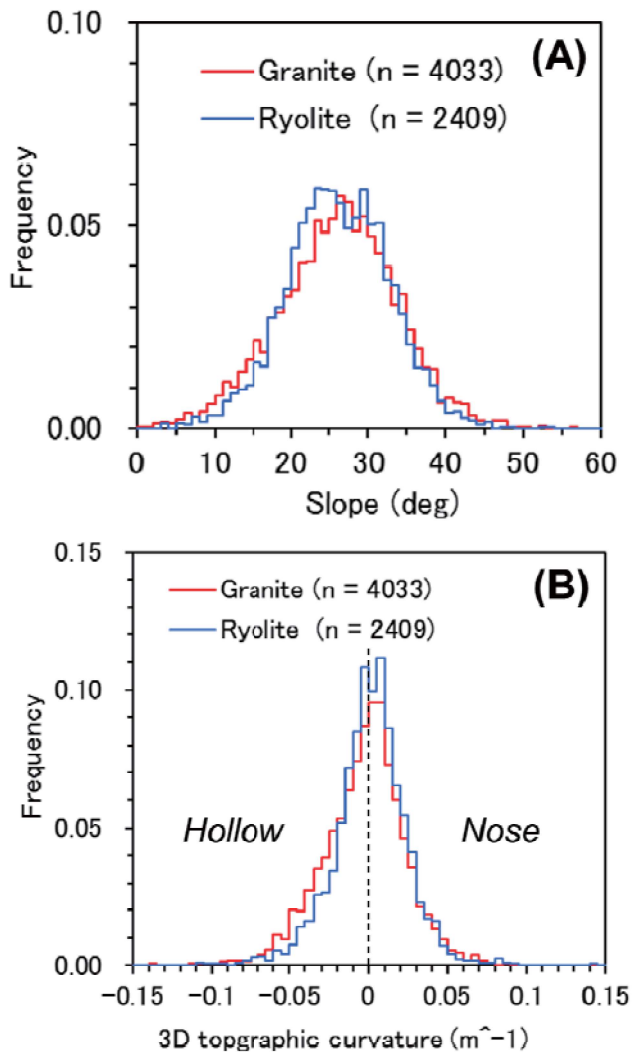 0.10
(A)
Granite (n = 4033)
Ryolite (n = 2409)
Frequency
0.05
0.00
0 10 20 30 40 50 60
Slope (deg)
0.15
(B)
Granite (n = 4033)
Ryolite (n = 2409)
0.10
Frequency
Hollow
Nose
0.05
0.00
−0.15 −0.1 −0.05 0 0.05 0.1 0.15
3D topgraphic curvature (m^-1)